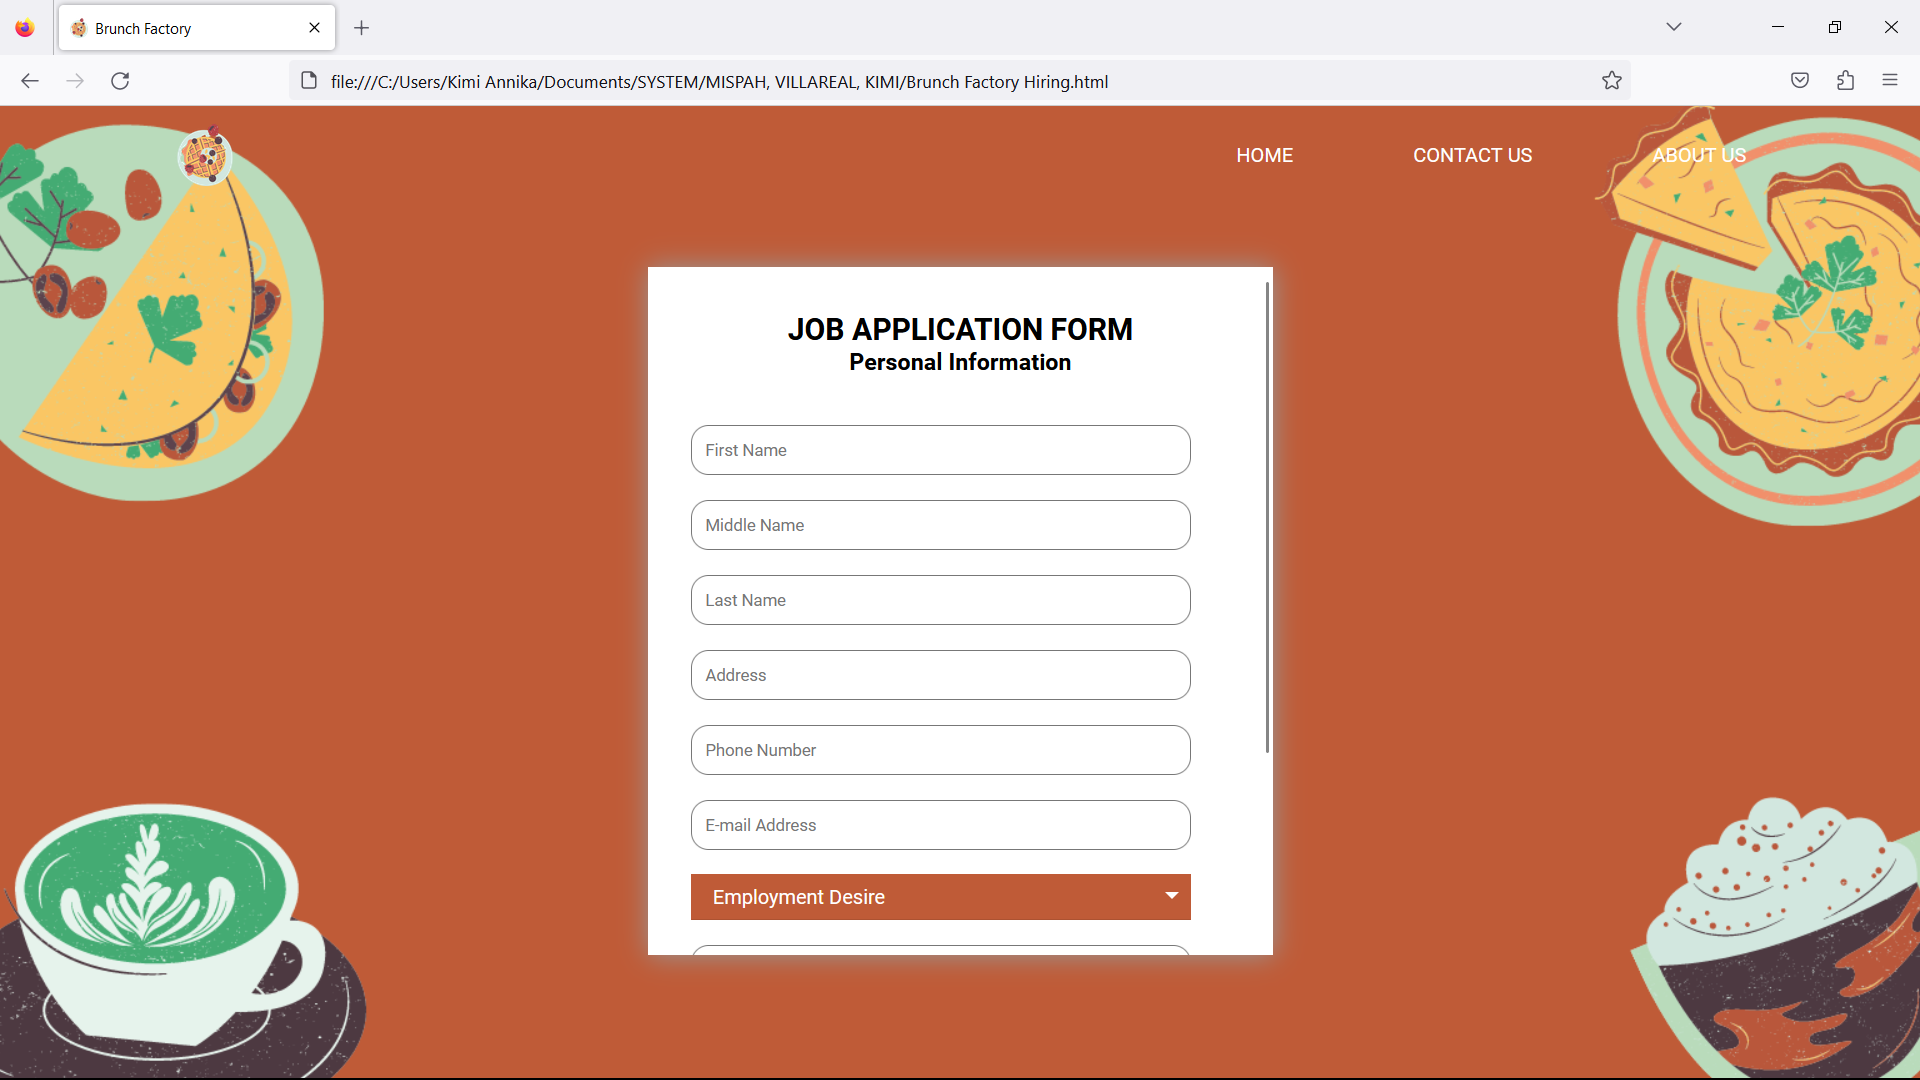 Brunch Factory
file:///C:/Users/Kimi Annika/Documents/SYSTEM/MISPAH, VILLAREAL, KIMI/Brunch Factory Hiring.html
HOME
CONTACT US
ABOUT US
JOB APPLICATION FORM
Personal Information
First Name
Middle Name
Last Name
Address
Phone Number
E-mail Address
Employment Desire